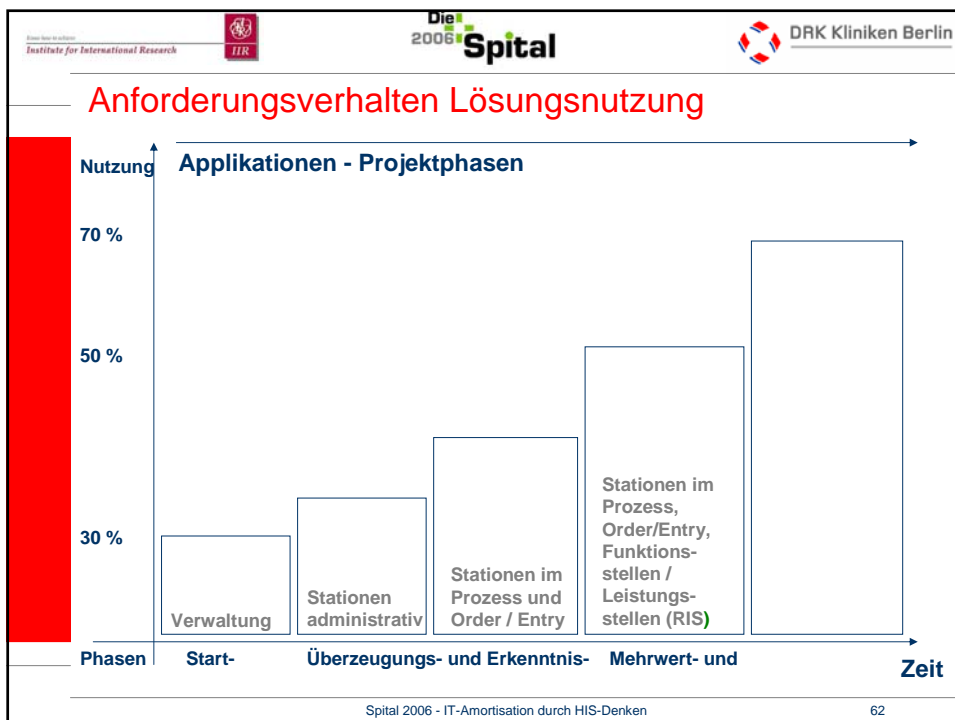 Institute for International Research
IIR
Die
2006 Spital
DRK Kliniken Berlin
Anforderungsverhalten Lösungsnutzung
Nutzung
Applikationen - Projektphasen
70 %
50 %
30 %
Verwaltung
Stationen
administrativ
Stationen im
Prozess und
Order / Entry
Stationen im
Prozess,
Order/Entry,
Funktions-
stellen /
Leistungs-
stellen (RIS)
Phasen
Start-
Überzeugungs- und Erkenntnis-
Mehrwert- und
Zeit
Spital 2006 - IT-Amortisation durch HIS-Denken
62